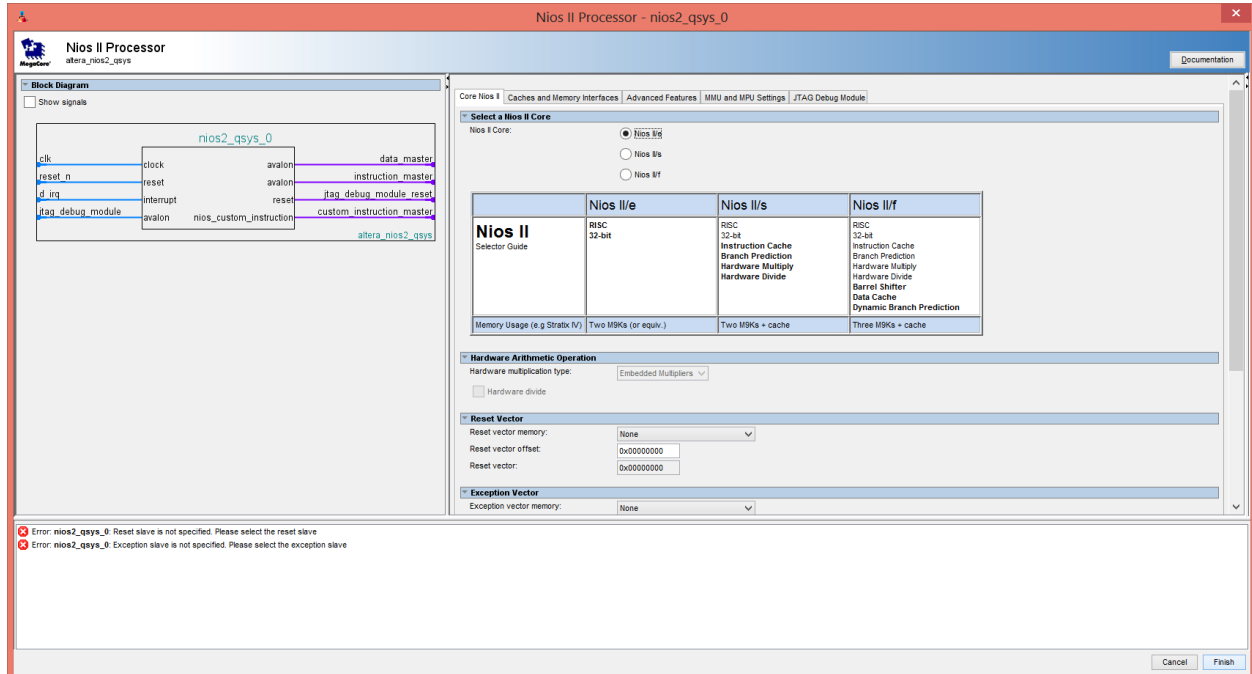 Nios II Processor - nios2_qsys_0
Nios II Processor
altera_nios2_qsys
MegaCore'
Documentation
Block Diagram
Show signals
nios2_qsys_0
clk
reset_n
d_irq
jtag_debug_module
clock
reset
interrupt
avalon
avalon
avalon
reset
nios_custom_instruction
data_master
instruction_master
jtag_debug_module_reset
custom_instruction_master
altera_nios2_qsys
Core Nios II Caches and Memory Interfaces Advanced Features MMU and MPU Settings JTAG Debug Module
Select a Nios II Core
Nios II Core:
Nios II/e
Nios II/s
Nios II/f
Nios II/e Nios II/s Nios II/f
Nios II
Selector Guide
RISC
32-bit
RISC
32-bit
Instruction Cache
Branch Prediction
Hardware Multiply
Hardware Divide
RISC
32-bit
Instruction Cache
Branch Prediction
Hardware Multiply
Hardware Divide
Barrel Shifter
Data Cache
Dynamic Branch Prediction
Memory Usage (e.g Stratix IV) Two M9Ks (or equiv.) Two M9Ks + cache Three M9Ks + cache
Hardware Arithmetic Operation
Hardware multiplication type: Embedded Multipliers
Hardware divide
Reset Vector
Reset vector memory: None
Reset vector offset: 0x00000000
Reset vector: 0x00000000
Exception Vector
Exception vector memory: None
Error: nios2_qsys_0: Reset slave is not specified. Please select the reset slave
Error: nios2_qsys_0: Exception slave is not specified. Please select the exception slave
Cancel Finish